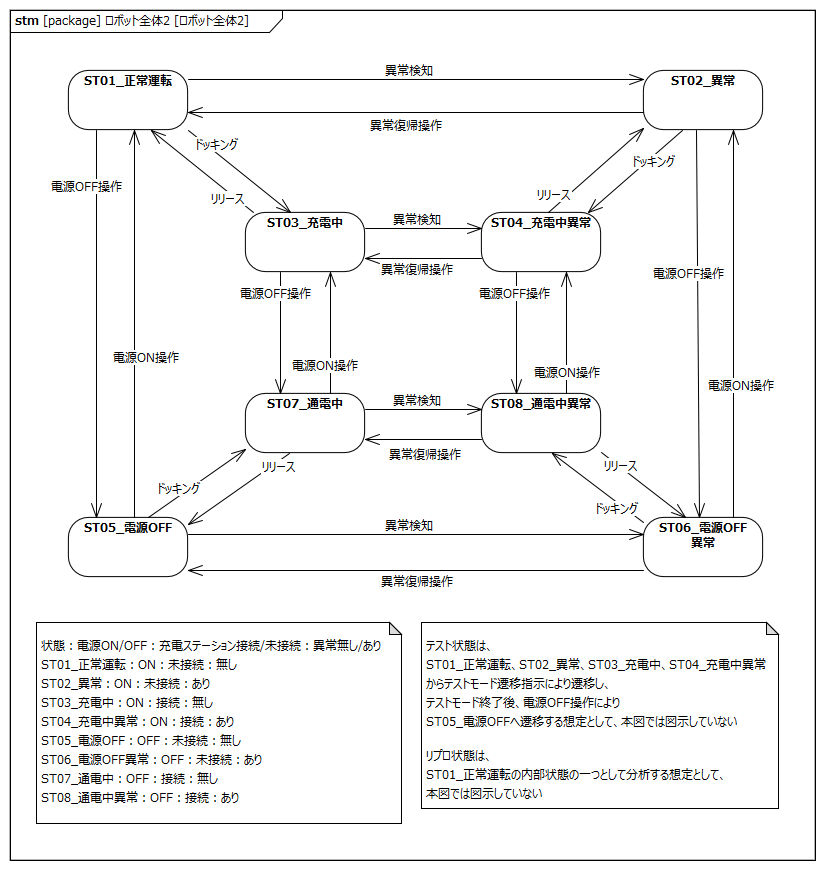 stm [package] ロボット全体2 [ロボット全体2]
ST01_正常運転
異常検知
ST02_異常
異常復帰操作
ドッキング
ドッキング
電源OFF操作
リリース
リリース
ST03_充電中
異常検知
ST04_充電中異常
異常復帰操作
電源OFF操作
電源OFF操作
電源OFF操作
電源ON操作
電源ON操作
電源ON操作
電源ON操作
ST07_通電中
異常検知
ST08_通電中異常
異常復帰操作
リリース
リリース
ドッキング
ドッキング
ST05_電源OFF
異常検知
ST06_電源OFF
異常
異常復帰操作
状態：電源ON/OFF：充電ステーション接続/未接続：異常無し/あり
ST01_正常運転：ON：未接続：無し
ST02_異常：ON：未接続：あり
ST03_充電中：ON：接続：無し
ST04_充電中異常：ON：接続：あり
ST05_電源OFF：OFF：未接続：無し
ST06_電源OFF異常：OFF：未接続：あり
ST07_通電中：OFF：接続：無し
ST08_通電中異常：OFF：接続：あり
テスト状態は、
ST01_正常運転、ST02_異常、ST03_充電中、ST04_充電中異常
からテストモード遷移指示により遷移し、
テストモード終了後、電源OFF操作により
ST05_電源OFFへ遷移する想定として、本図では図示していない
リプロ状態は、
ST01_正常運転の内部状態の一つとして分析する想定として、
本図では図示していない